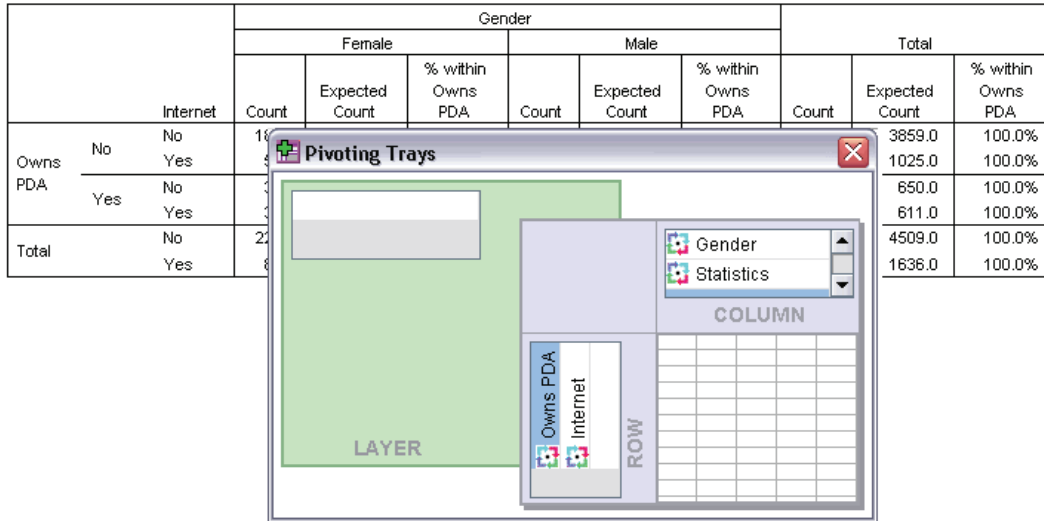 Gender
Female Male Total
Internet Count Expected Count % within Owns PDA Count Expected Count % within Owns PDA Count Expected Count % within Owns PDA
Owns PDA No No 3859.0 100.0%
Yes 1025.0 100.0%
Yes No 650.0 100.0%
Yes 611.0 100.0%
Total No 4509.0 100.0%
Yes 1636.0 100.0%
Pivoting Trays
Gender
Statistics
COLUMN
Owns PDA
Internet
ROW
LAYER